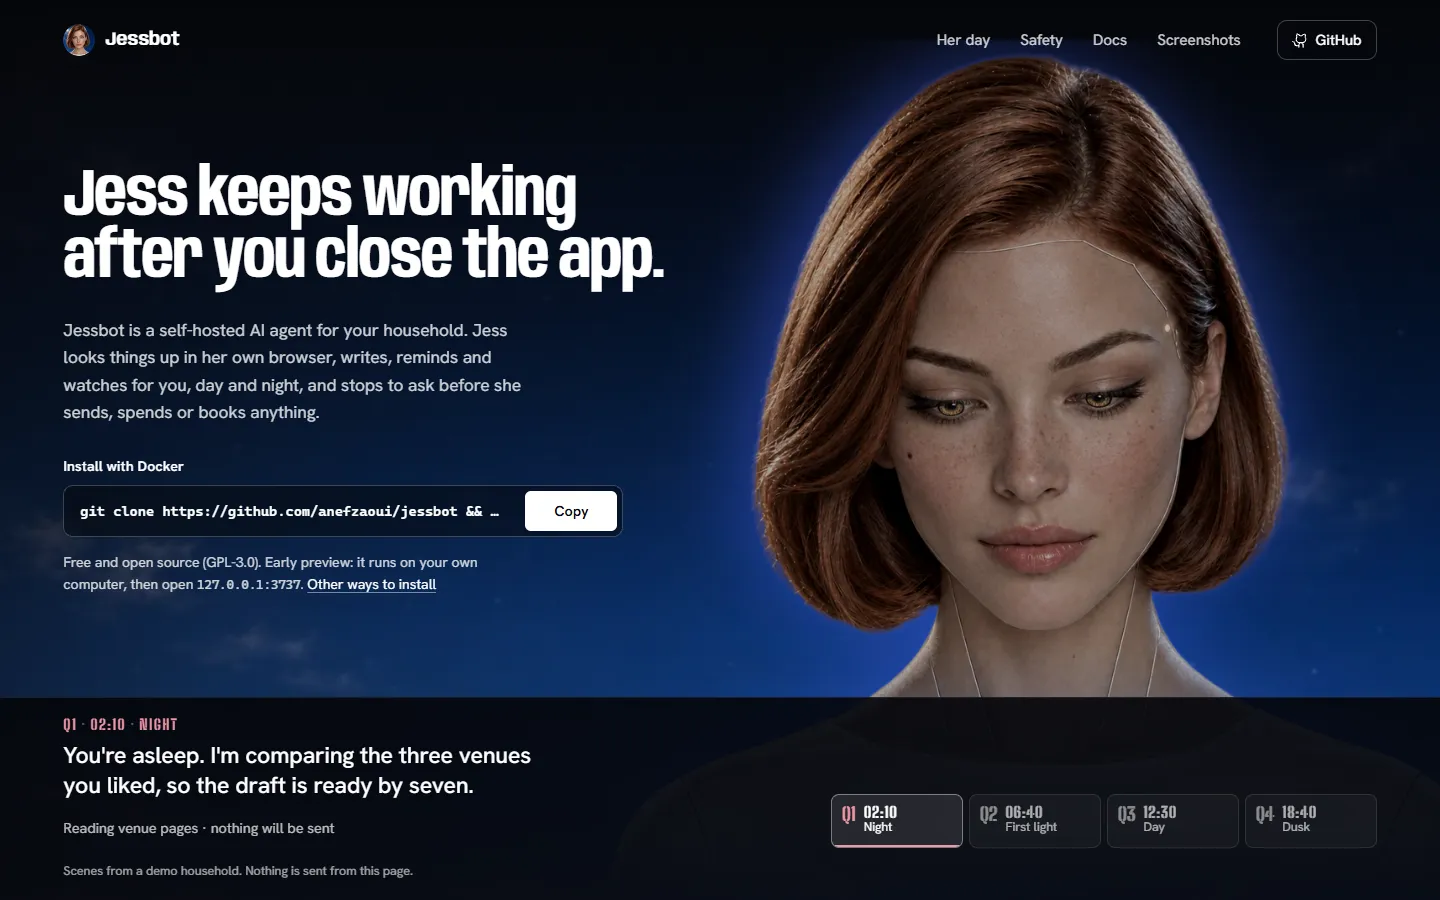 Jessbot
Her day
Safety
Docs
Screenshots
GitHub
Jess keeps working
after you close the app.
Jessbot is a self-hosted AI agent for your household. Jess
looks things up in her own browser, writes, reminds and
watches for you, day and night, and stops to ask before she
sends, spends or books anything.
Install with Docker
git clone https://github.com/anefzaoui/jessbot && …
Copy
Free and open source (GPL-3.0). Early preview: it runs on your own
computer, then open 127.0.0.1:3737. Other ways to install
Q1 · 02:10 · NIGHT
You're asleep. I'm comparing the three venues
you liked, so the draft is ready by seven.
Reading venue pages · nothing will be sent
Scenes from a demo household. Nothing is sent from this page.
Q1 02:10
Night
Q2 06:40
First light
Q3 12:30
Day
Q4 18:40
Dusk